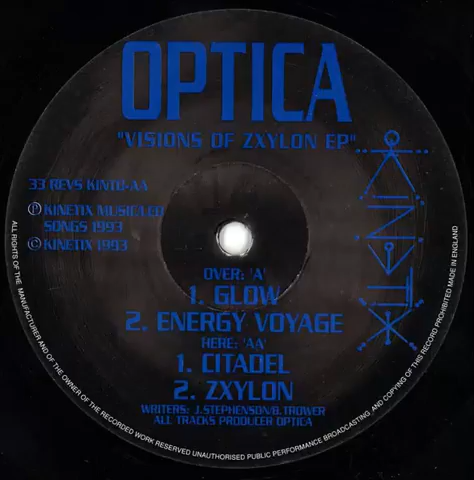 OPTICA
"VISIONS OF ZXYLON EP"
33 REVS KINTO-AA
Ⓟ KINETIX MUSIC/LED
SONGS 1993
© KINETIX 1993
KINETIX
OVER: 'A'
1. GLOW
2. ENERGY VOYAGE
HERE: 'AA'
1. CITADEL
2. ZXYLON
WRITERS: J.STEPHENSON/G.TROWER
ALL TRACKS PRODUCER OPTICA
ALL RIGHTS OF THE MANUFACTURER AND OF THE OWNER OF THE RECORDED WORK RESERVED UNAUTHORISED PUBLIC PERFORMANCE BROADCASTING AND COPYING OF THIS RECORD PROHIBITED MADE IN ENGLAND